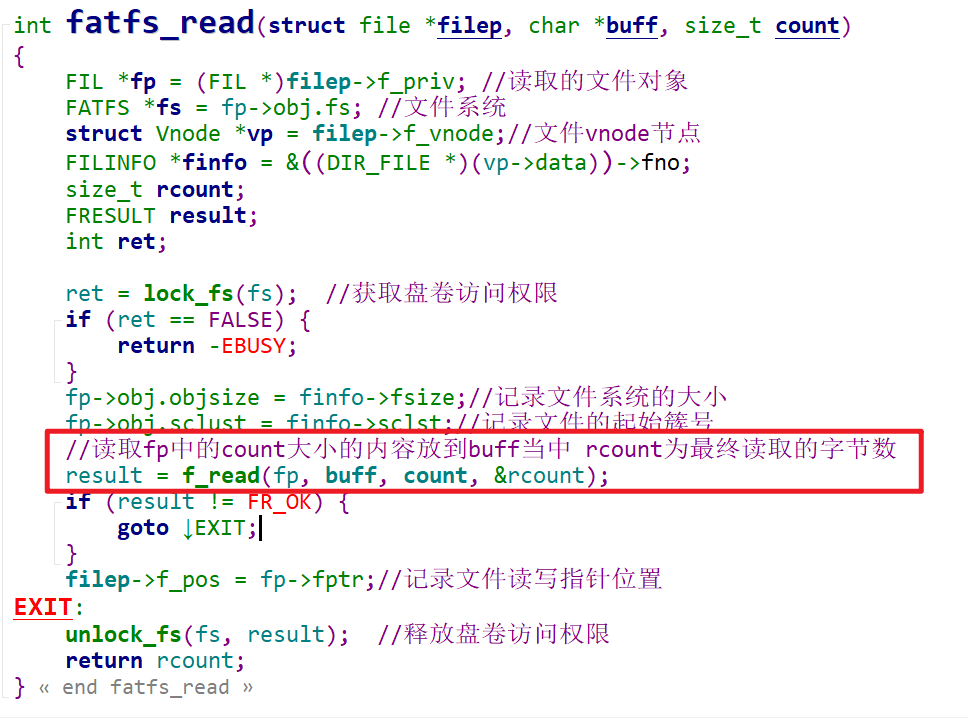 int fatfs_read(struct file *filep, char *buff, size_t count)
{
    FIL *fp = (FIL *)filep->f_priv; //读取的文件对象
    FATFS *fs = fp->obj.fs; //文件系统
    struct Vnode *vp = filep->f_vnode;//文件vnode节点
    FILINFO *finfo = &((DIR_FILE *)(vp->data))->fno;
    size_t rcount;
    FRESULT result;
    int ret;

    ret = lock_fs(fs);  //获取盘卷访问权限
    if (ret == FALSE) {
        return -EBUSY;
    }
    fp->obj.objsize = finfo->fsize;//记录文件系统的大小
    fp->obj.sclust = finfo->sclst;//记录文件的起始簇号
    //读取fp中的count大小的内容放到buff当中 rcount为最终读取的字节数
    result = f_read(fp, buff, count, &rcount);
    if (result != FR_OK) {
        goto ↓EXIT;
    }
    filep->f_pos = fp->fptr;//记录文件读写指针位置
EXIT:
    unlock_fs(fs, result);  //释放盘卷访问权限
    return rcount;
} « end fatfs_read »